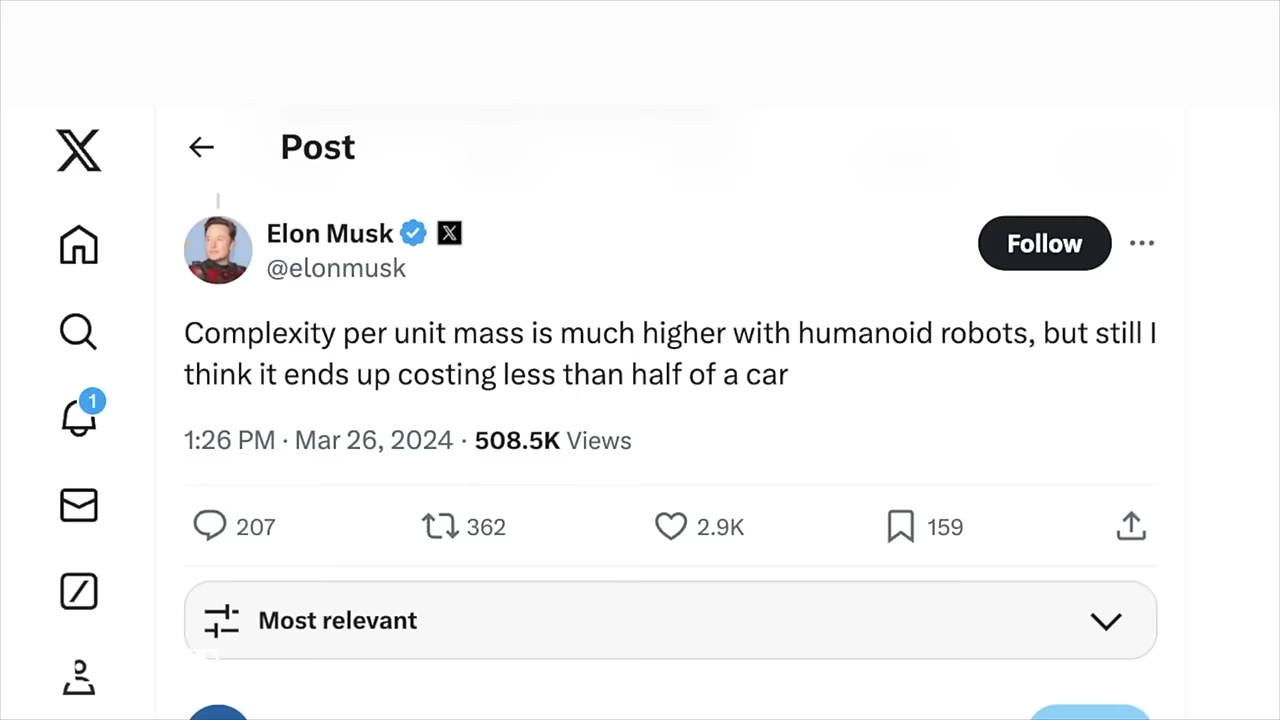 Post
Elon Musk
@elonmusk
Follow
Complexity per unit mass is much higher with humanoid robots, but still I
think it ends up costing less than half of a car
1:26 PM · Mar 26, 2024 · 508.5K Views
1
207 362 2.9K 159
Most relevant